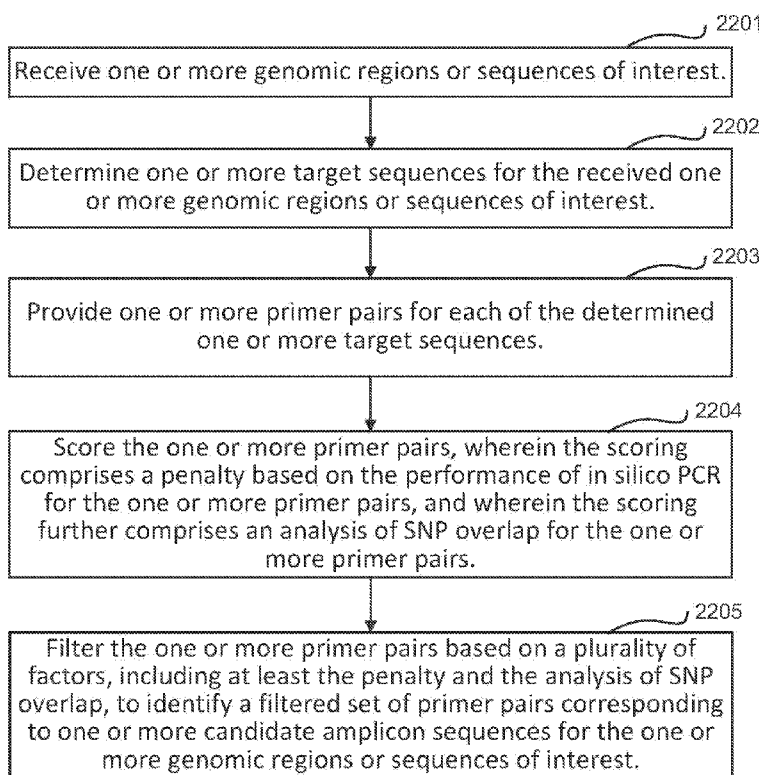 2201
Receive one or more genomic regions or sequences of interest.
2202
Determine one or more target sequences for the received one
or more genomic regions or sequences of interest.
2203
Provide one or more primer pairs for each of the determined
one or more target sequences.
2204
Score the one or more primer pairs, wherein the scoring
comprises a penalty based on the performance of in silico PCR
for the one or more primer pairs, and wherein the scoring
further comprises an analysis of SNP overlap for the one or
more primer pairs.
2205
Filter the one or more primer pairs based on a plurality of
factors, including at least the penalty and the analysis of SNP
overlap, to identify a filtered set of primer pairs corresponding
to one or more candidate amplicon sequences for the one or
more genomic regions or sequences of interest.